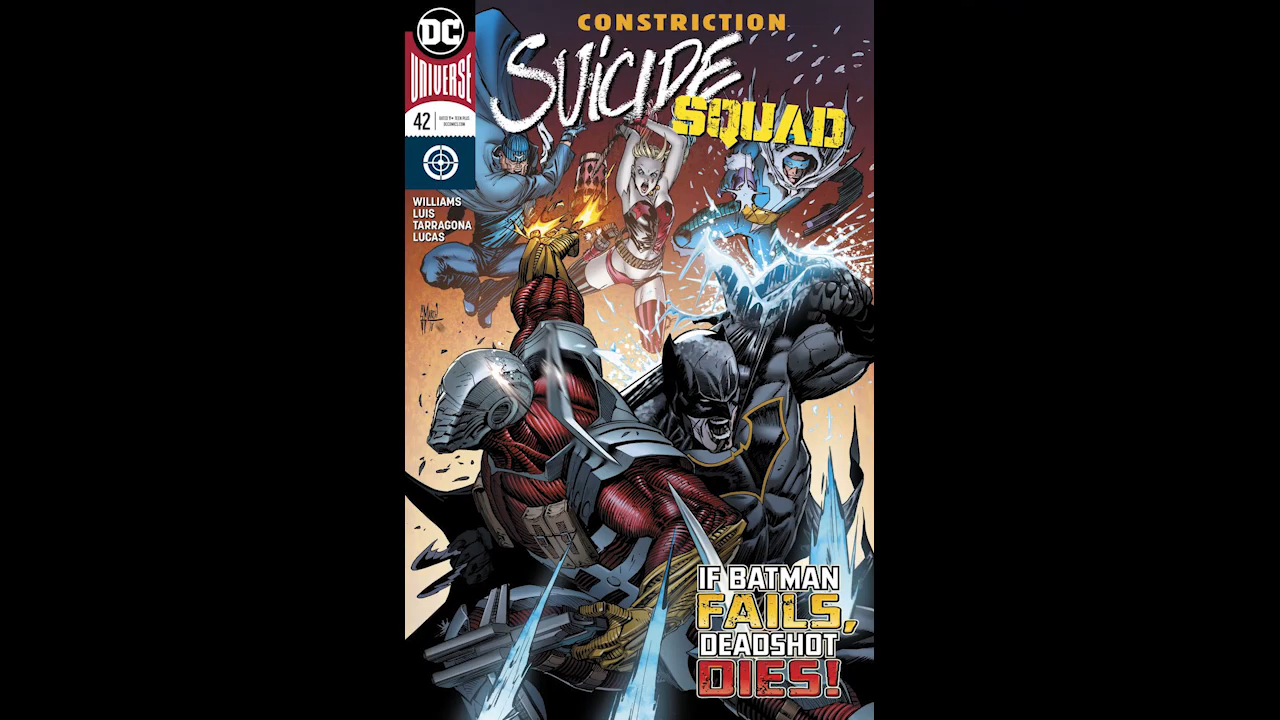 CONSTRICTION
SUICIDE
SQUAD
DC
UNIVERSE
42
WILLIAMS
LUIS
TARRAGONA
LUCAS
IF BATMAN
FAILS,
DEADSHOT
DIES!